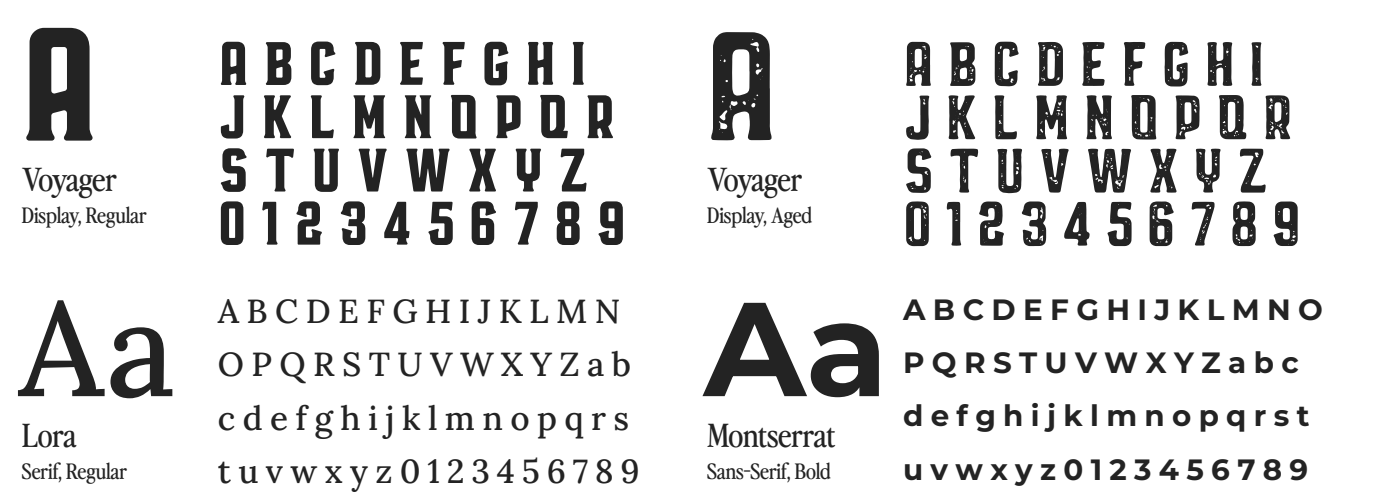 A
Voyager
Display, Regular
A B C D E F G H I
J K L M N O P Q R
S T U V W X Y Z
0 1 2 3 4 5 6 7 8 9
A
Voyager
Display, Aged
A B C D E F G H I
J K L M N O P Q R
S T U V W X Y Z
0 1 2 3 4 5 6 7 8 9
Aa
Lora
Serif, Regular
A B C D E F G H I J K L M N
O P Q R S T U V W X Y Z a b
c d e f g h i j k l m n o p q r s
t u v w x y z 0 1 2 3 4 5 6 7 8 9
Aa
Montserrat
Sans-Serif, Bold
A B C D E F G H I J K L M N O
P Q R S T U V W X Y Z a b c
d e f g h i j k l m n o p q r s t
u v w x y z 0 1 2 3 4 5 6 7 8 9